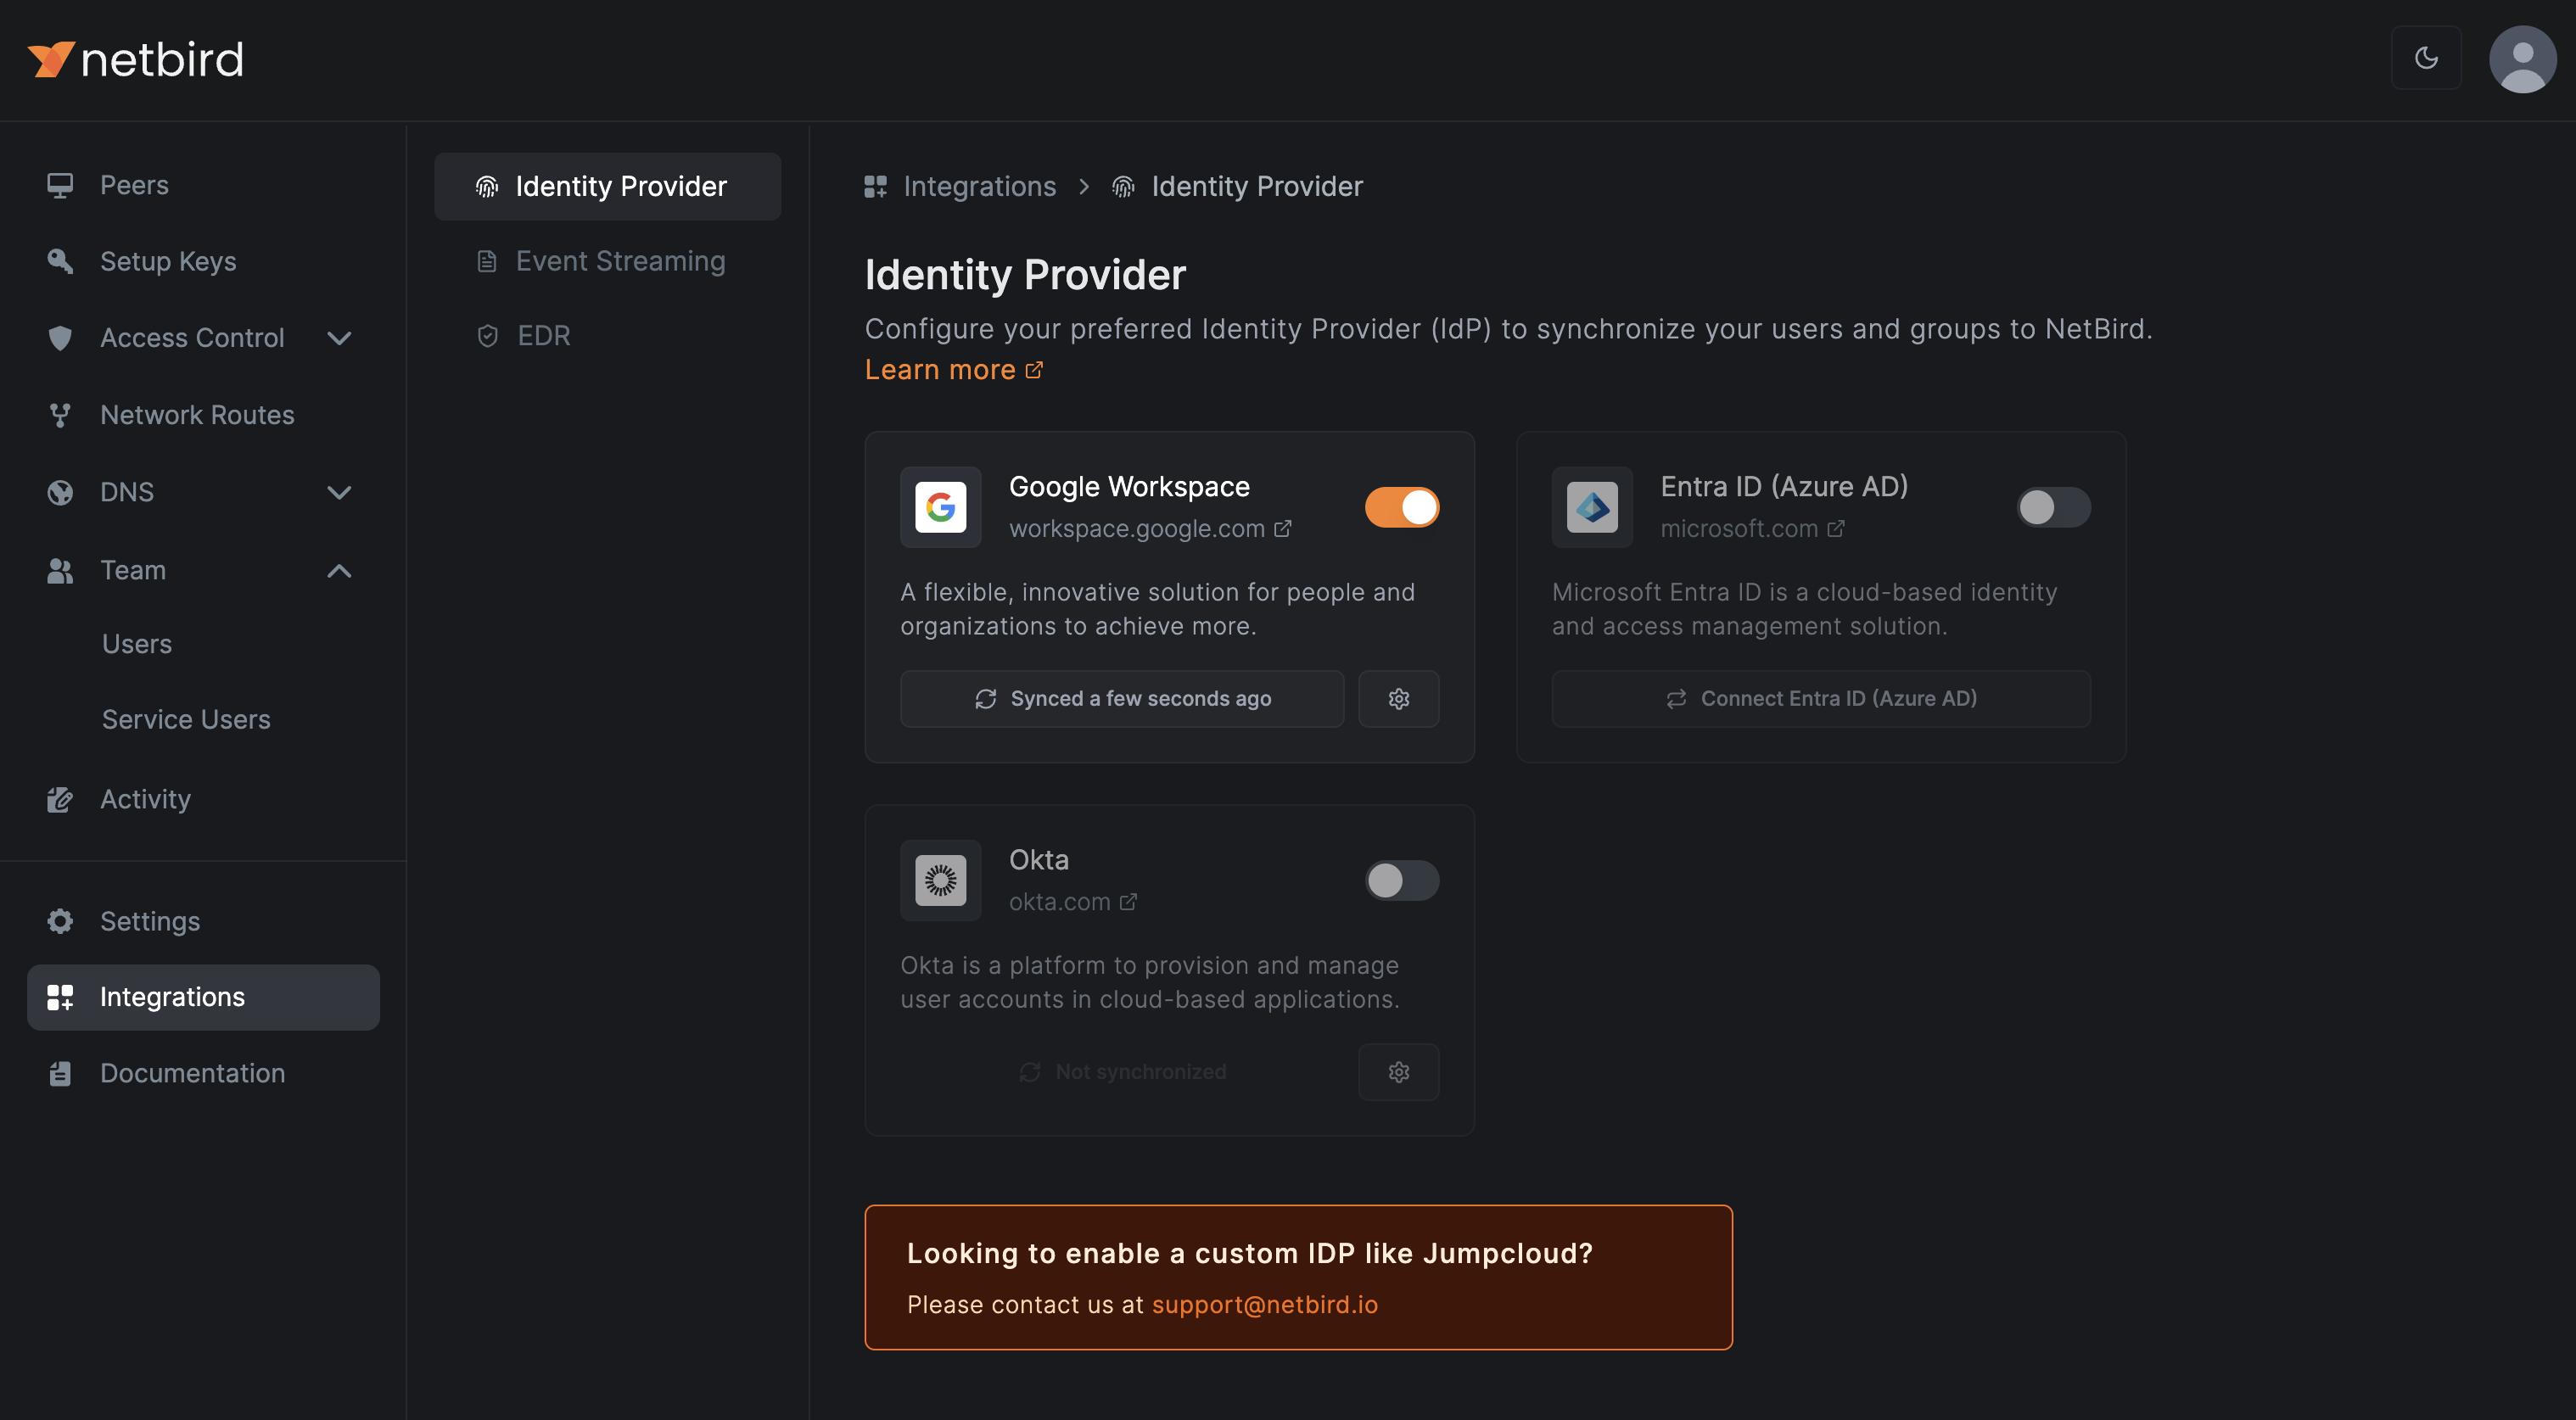 netbird
Peers
Setup Keys
Access Control
Network Routes
DNS
Team
Users
Service Users
Activity
Settings
Integrations
Documentation
Identity Provider
Event Streaming
EDR
Integrations > Identity Provider
Identity Provider
Configure your preferred Identity Provider (IdP) to synchronize your users and groups to NetBird.
Learn more
Google Workspace
workspace.google.com
A flexible, innovative solution for people and
organizations to achieve more.
Synced a few seconds ago
Entra ID (Azure AD)
microsoft.com
Microsoft Entra ID is a cloud-based identity
and access management solution.
Connect Entra ID (Azure AD)
Okta
okta.com
Okta is a platform to provision and manage
user accounts in cloud-based applications.
Not synchronized
Looking to enable a custom IDP like Jumpcloud?
Please contact us at support@netbird.io